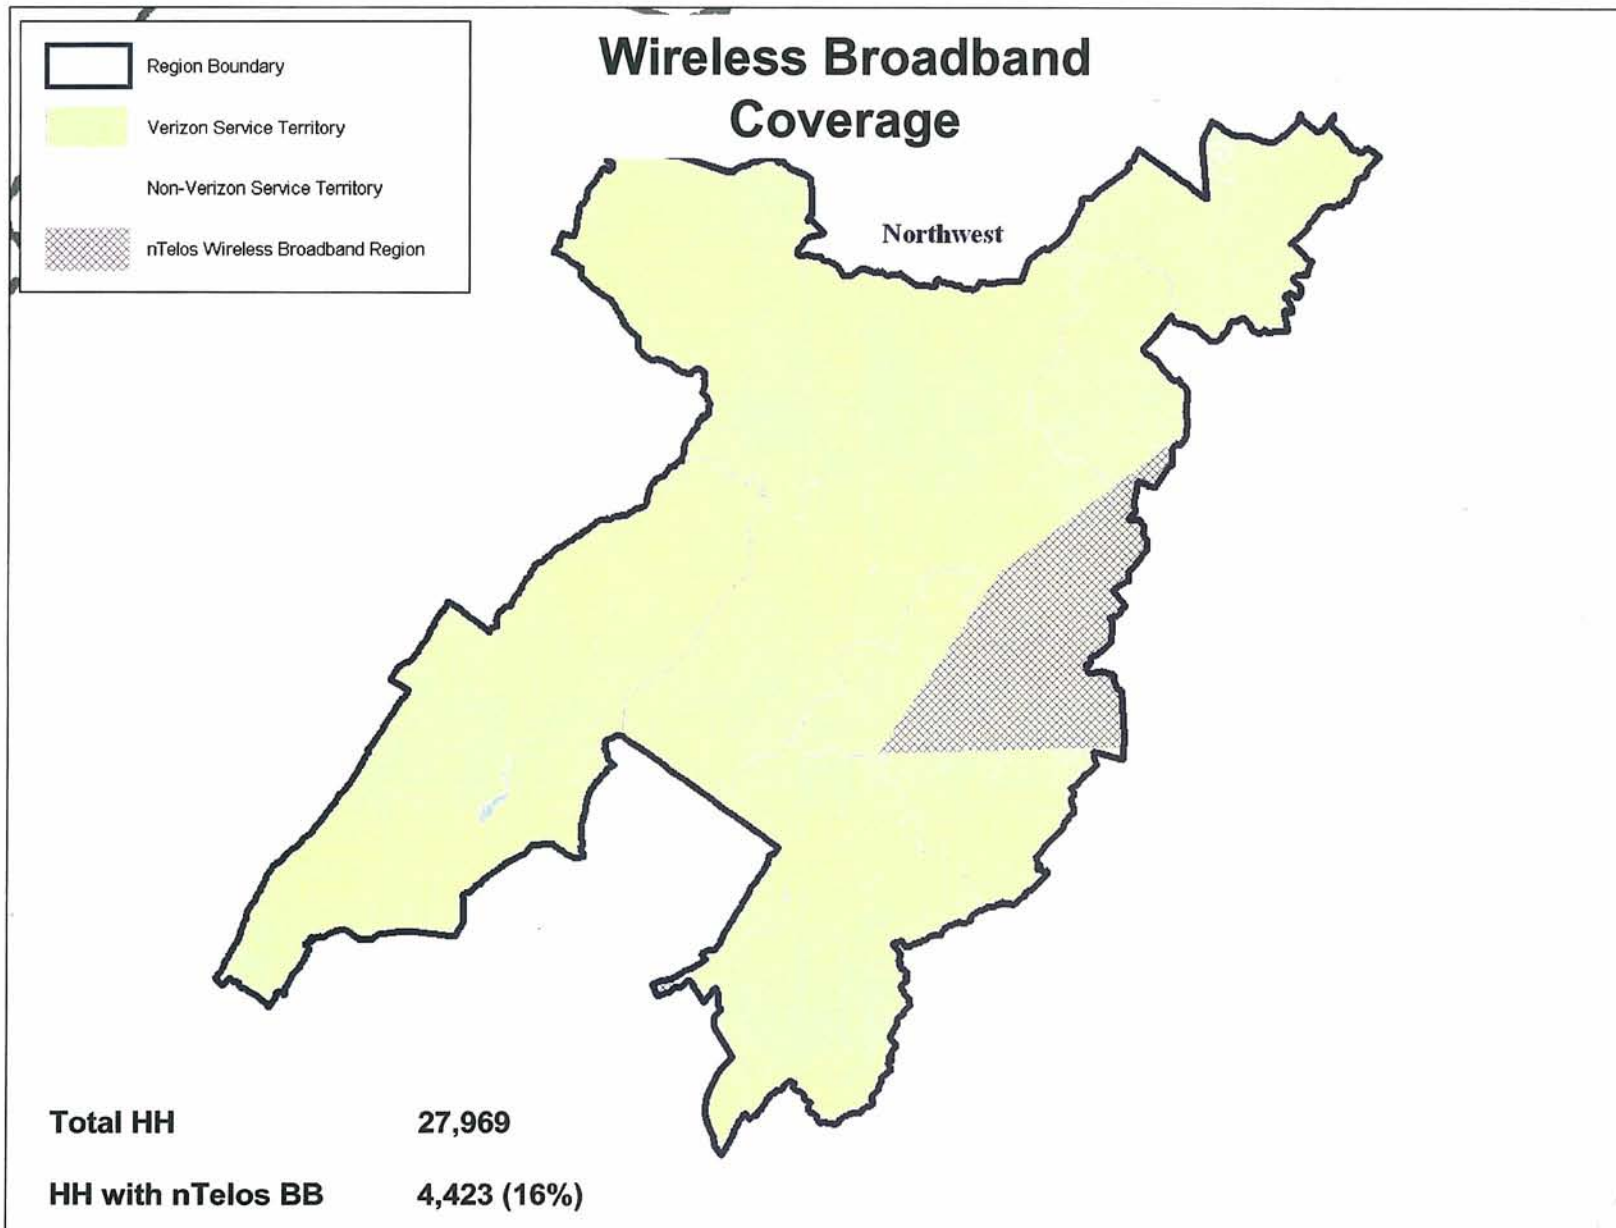 Wireless Broadband
Coverage
Region Boundary
Verizon Service Territory
Non-Verizon Service Territory
nTelos Wireless Broadband Region
Northwest
Total HH 27,969
HH with nTelos BB 4,423 (16%)